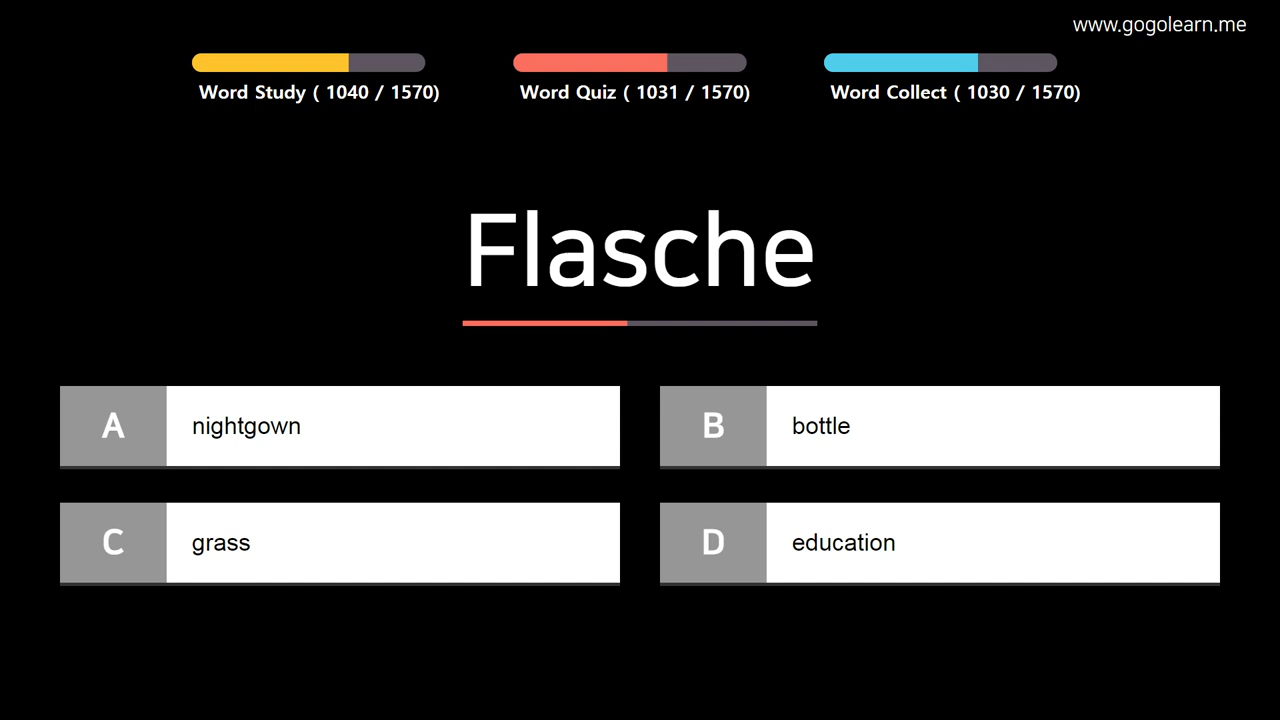 www.gogolearn.me
Word Study ( 1040 / 1570)
Word Quiz ( 1031 / 1570)
Word Collect ( 1030 / 1570)
Flasche
A nightgown
B bottle
C grass
D education